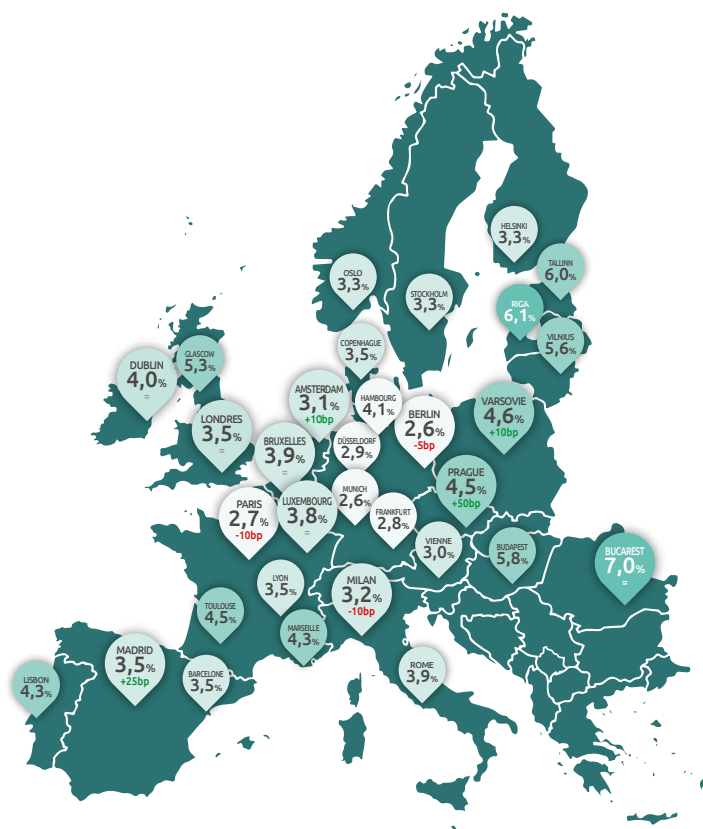 HELSINKI
3,3%
TALLINN
6,0%
OSLO
3,3%
STOCKHOLM
3,3%
RIGA
6,1%
VILNIUS
5,6%
COPENHAGUE
3,5%
GLASCOW
5,3%
DUBLIN
4,0%
=
AMSTERDAM
3,1%
+10bp
HAMBOURG
4,1%
BERLIN
2,6%
-5bp
VARSOVIE
4,6%
+10bp
LONDRES
3,5%
=
BRUXELLES
3,9%
=
DÜSSELDORF
2,9%
PRAGUE
4,5%
+50bp
PARIS
2,7%
-10bp
LUXEMBOURG
3,8%
=
MUNICH
2,6%
FRANKFURT
2,8%
VIENNE
3,0%
BUDAPEST
5,8%
BUCAREST
7,0%
=
LYON
3,5%
MILAN
3,2%
-10bp
TOULOUSE
4,5%
MARSEILLE
4,3%
MADRID
3,5%
+25bp
BARCELONE
3,5%
ROME
3,9%
LISBON
4,3%